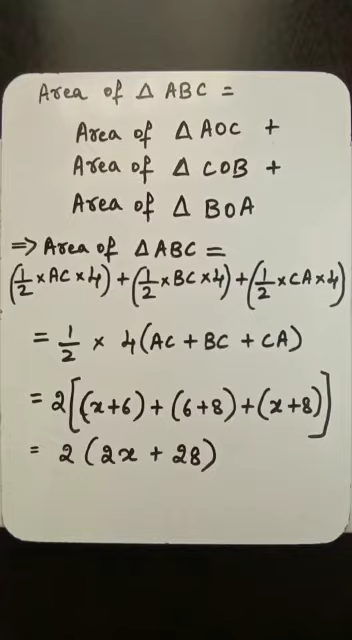 Area of Δ ABC =
Area of Δ AOC +
Area of Δ COB +
Area of Δ BOA
⇒ Area of Δ ABC =
(1/2 × AC × 4) + (1/2 × BC × 4) + (1/2 × CA × 4)
= 1/2 × 4 (AC + BC + CA)
= 2[(x+6) + (6+8) + (x+8)]
= 2 (2x + 28)